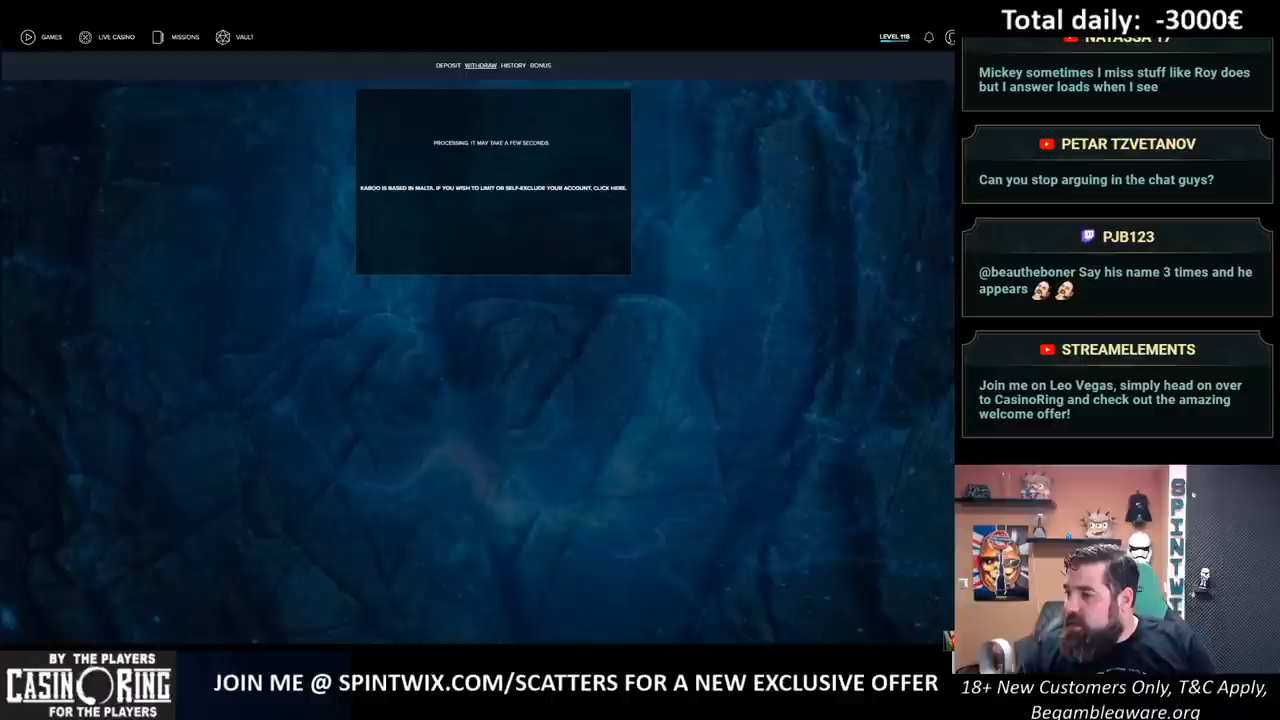 Total daily: -3000€
GAMES LIVE CASINO MISSIONS VAULT
LEVEL 118
DEPOSIT WITHDRAW HISTORY BONUS
PROCESSING. IT MAY TAKE A FEW SECONDS.
KABOO IS BASED IN MALTA. IF YOU WISH TO LIMIT OR SELF-EXCLUDE YOUR ACCOUNT, CLICK HERE.
NATASSA 17
Mickey sometimes I miss stuff like Roy does
but I answer loads when I see
PETAR TZVETANOV
Can you stop arguing in the chat guys?
PJB123
@beautheboner Say his name 3 times and he
appears
STREAMELEMENTS
Join me on Leo Vegas, simply head on over
to CasinoRing and check out the amazing
welcome offer!
SPINTWI
BY THE PLAYERS
CASINORING
FOR THE PLAYERS
JOIN ME @ SPINTWIX.COM/SCATTERS FOR A NEW EXCLUSIVE OFFER
18+ New Customers Only, T&C Apply,
Begambleaware.org